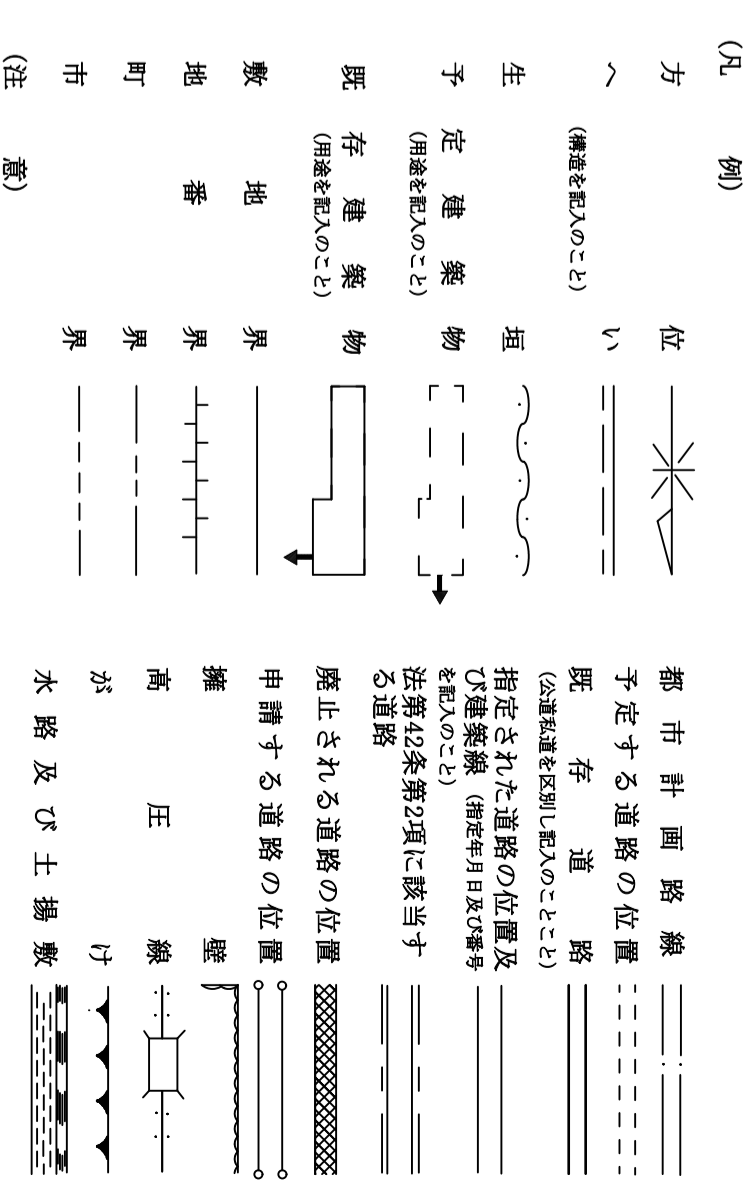 (凡例)
方位
へい
(構造を記入のこと)
生垣
予定建築物
(用途を記入のこと)
既存建築物
(用途を記入のこと)
敷地界
地番界
町界
市界
(注意)
都市計画路線
予定する道路の位置
既存道路
(公道私道を区別し記入のことこと)
指定された道路の位置及
び建築線(指定年月日及び番号
を記入のこと)
法第42条第2項に該当す
る道路
廃止される道路の位置
申請する道路の位置
擁壁
高圧線
がけ
水路及び土揚敷